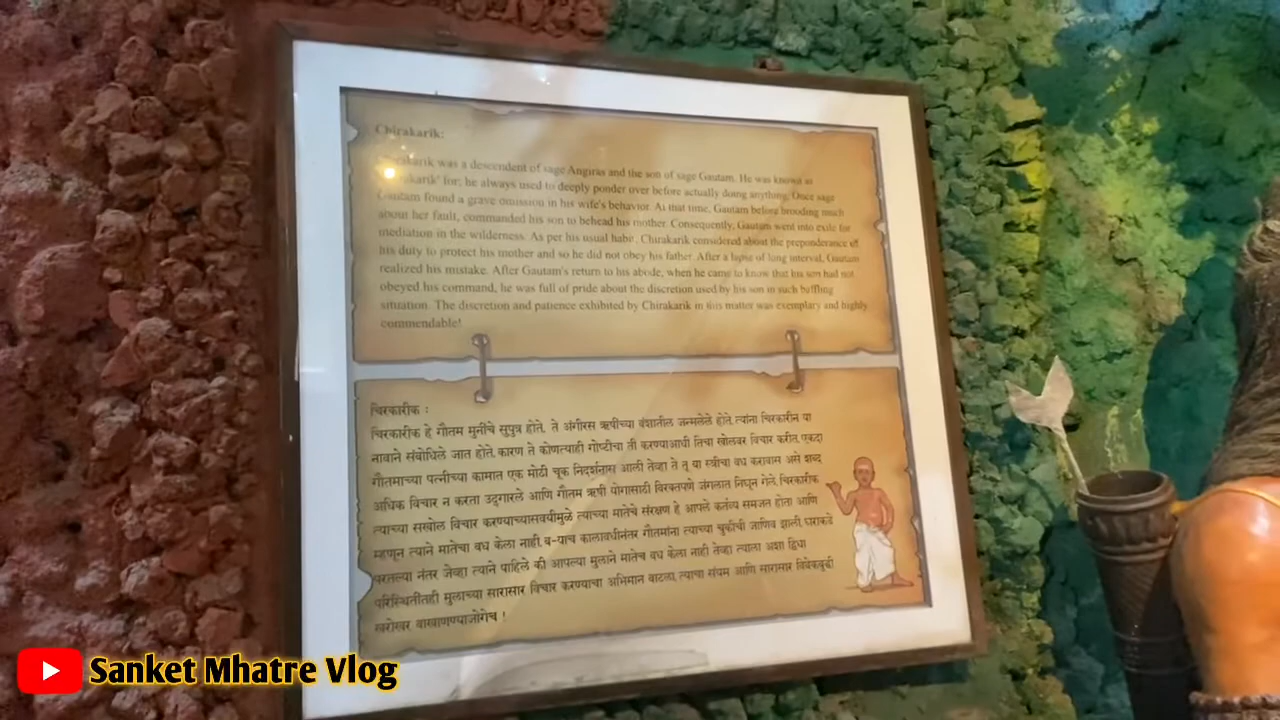 Chirakarik:
was a descendent of sage Angiras and the son of sage Gautam. He was known as
for; he always used to deeply ponder over before actually doing anything. Once sage
Gautam found a grave omission in his wife's behavior. At that time, Gautam before brooding much
about her fault, commanded his son to behead his mother. Consequently, Gautam went into exile for
mediation in the wilderness. As per his usual habit, Chirakarik considered about the preponderance of
his duty to protect his mother and so he did not obey his father. After a lapse of long interval, Gautam
realized his mistake. After Gautam's return to his abode, when he came to know that his son had not
obeyed his command, he was full of pride about the discretion used by his son in such baffling
situation. The discretion and patience exhibited by Chirakarik in this matter was exemplary and highly
commendable!
चिरकारीक :
चिरकारीक हे गौतम मुनींचे सुपुत्र होते. ते अंगीरस ऋषींच्या वंशातील जन्मलेले होते. त्यांना चिरकारीन या
नावाने संबोधिले जात होते. कारण ते कोणत्याही गोष्टीचा ती करण्याआधी तिचा खोलवर विचार करीत. एकदा
गौतमाच्या पत्नीच्या कामात एक मोठी चूक निदर्शनास आली तेव्हा ते तू या स्त्रीचा वध करावास असे शब्द
अधिक विचार न करता उद्गारले आणि गौतम ऋषी योगासाठी विरक्तपणे जंगलात निघून गेले. चिरकारीक
त्याच्या सखोल विचार करण्याच्यासवयीमुळे त्याच्या मातेचे संरक्षण हे आपले कर्तव्य समजत होता आणि
म्हणून त्याने मातेचा वध केला नाही. ब-याच कालावधीनंतर गौतमांना त्याच्या चुकीची जाणिव झाली. घराकडे
परतल्या नंतर जेव्हा त्याने पाहिले की आपल्या मुलाने मातेच वध केला नाही तेव्हा त्याला अशा द्विधा
परिस्थितीतही मुलाच्या सारासार विचार करण्याचा अभिमान वाटला. त्याचा संयम आणि सारासार विवेकबुद्धी
खरोखर वाखाणण्याजोगेच !
Sanket Mhatre Vlog